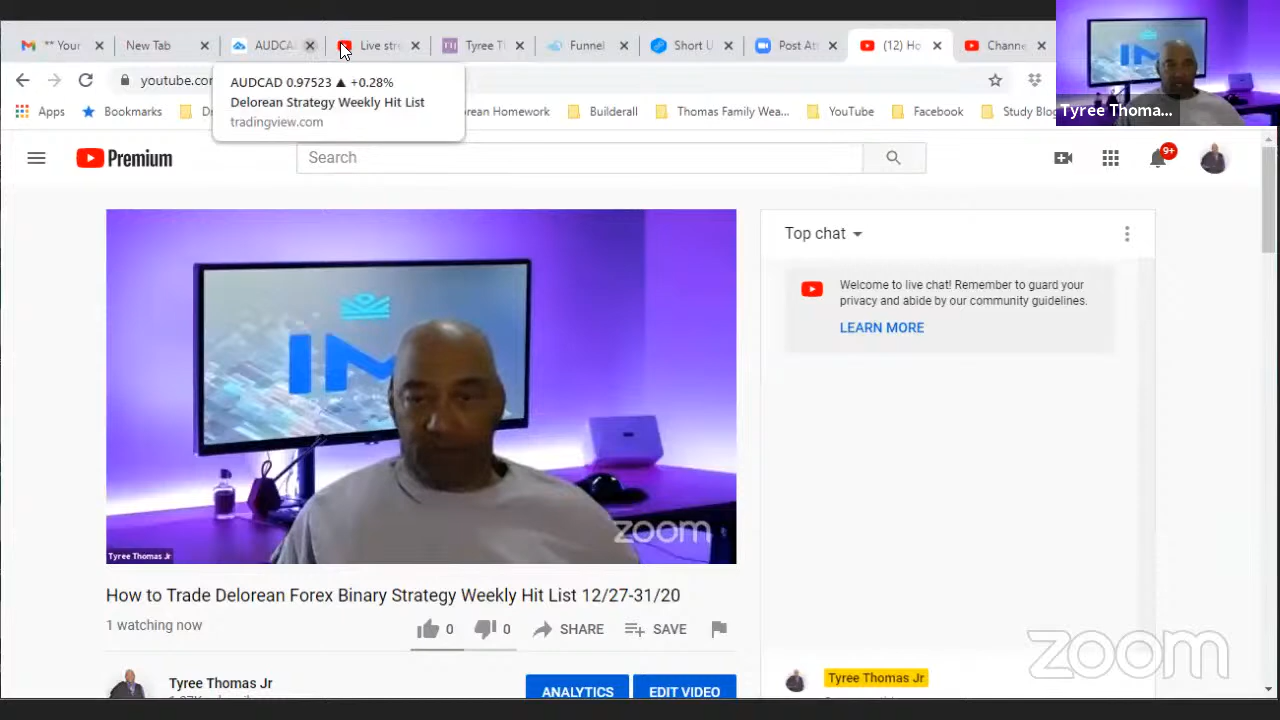 ** Your
New Tab
AUDCA
Live stre
Tyree T
Funnel
Short U
Post At
(12) Ho
Channe
youtube.co
AUDCAD 0.97523 ▲ +0.28%
Delorean Strategy Weekly Hit List
tradingview.com
Apps
Bookmarks
orean Homework
Builderall
Thomas Family Wea...
YouTube
Facebook
Study Blog
Tyree Thoma...
Premium
Search
9+
IM
zoom
Tyree Thomas Jr
Top chat
Welcome to live chat! Remember to guard your
privacy and abide by our community guidelines.
LEARN MORE
How to Trade Delorean Forex Binary Strategy Weekly Hit List 12/27-31/20
1 watching now
0
0
SHARE
SAVE
zoom
Tyree Thomas Jr
ANALYTICS
EDIT VIDEO
Tyree Thomas Jr